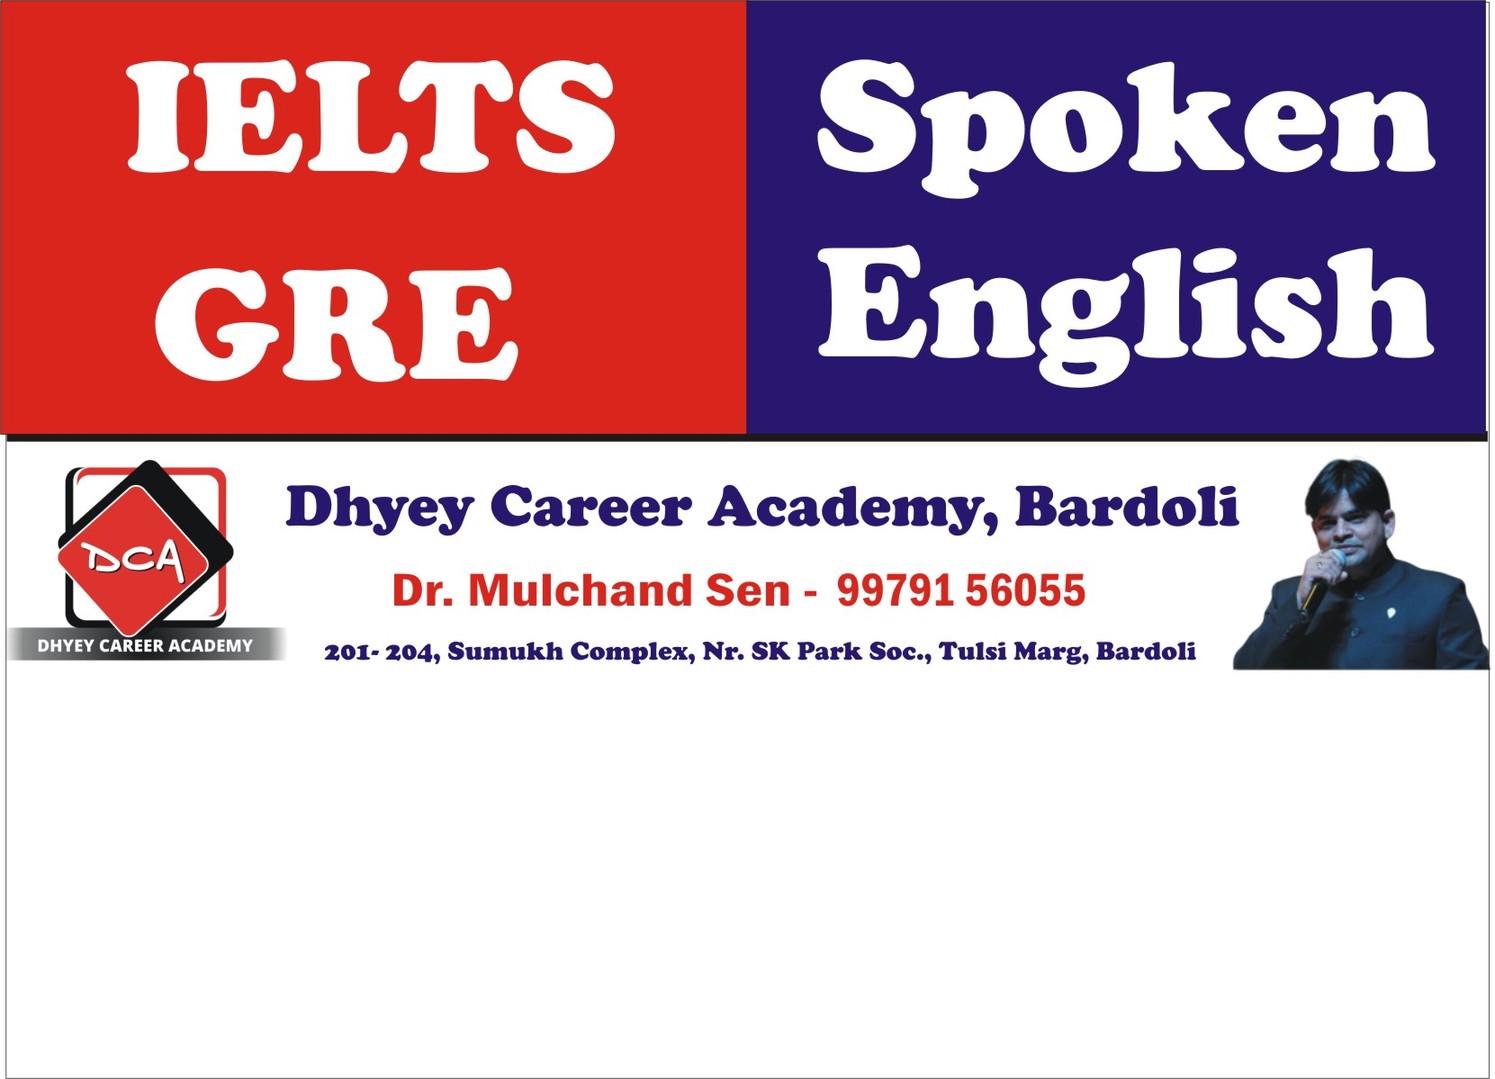 IELTS
GRE
Spoken
English
DCA
DHYEY CAREER ACADEMY
Dhyey Career Academy, Bardoli
Dr. Mulchand Sen - 99791 56055
201- 204, Sumukh Complex, Nr. SK Park Soc., Tulsi Marg, Bardoli